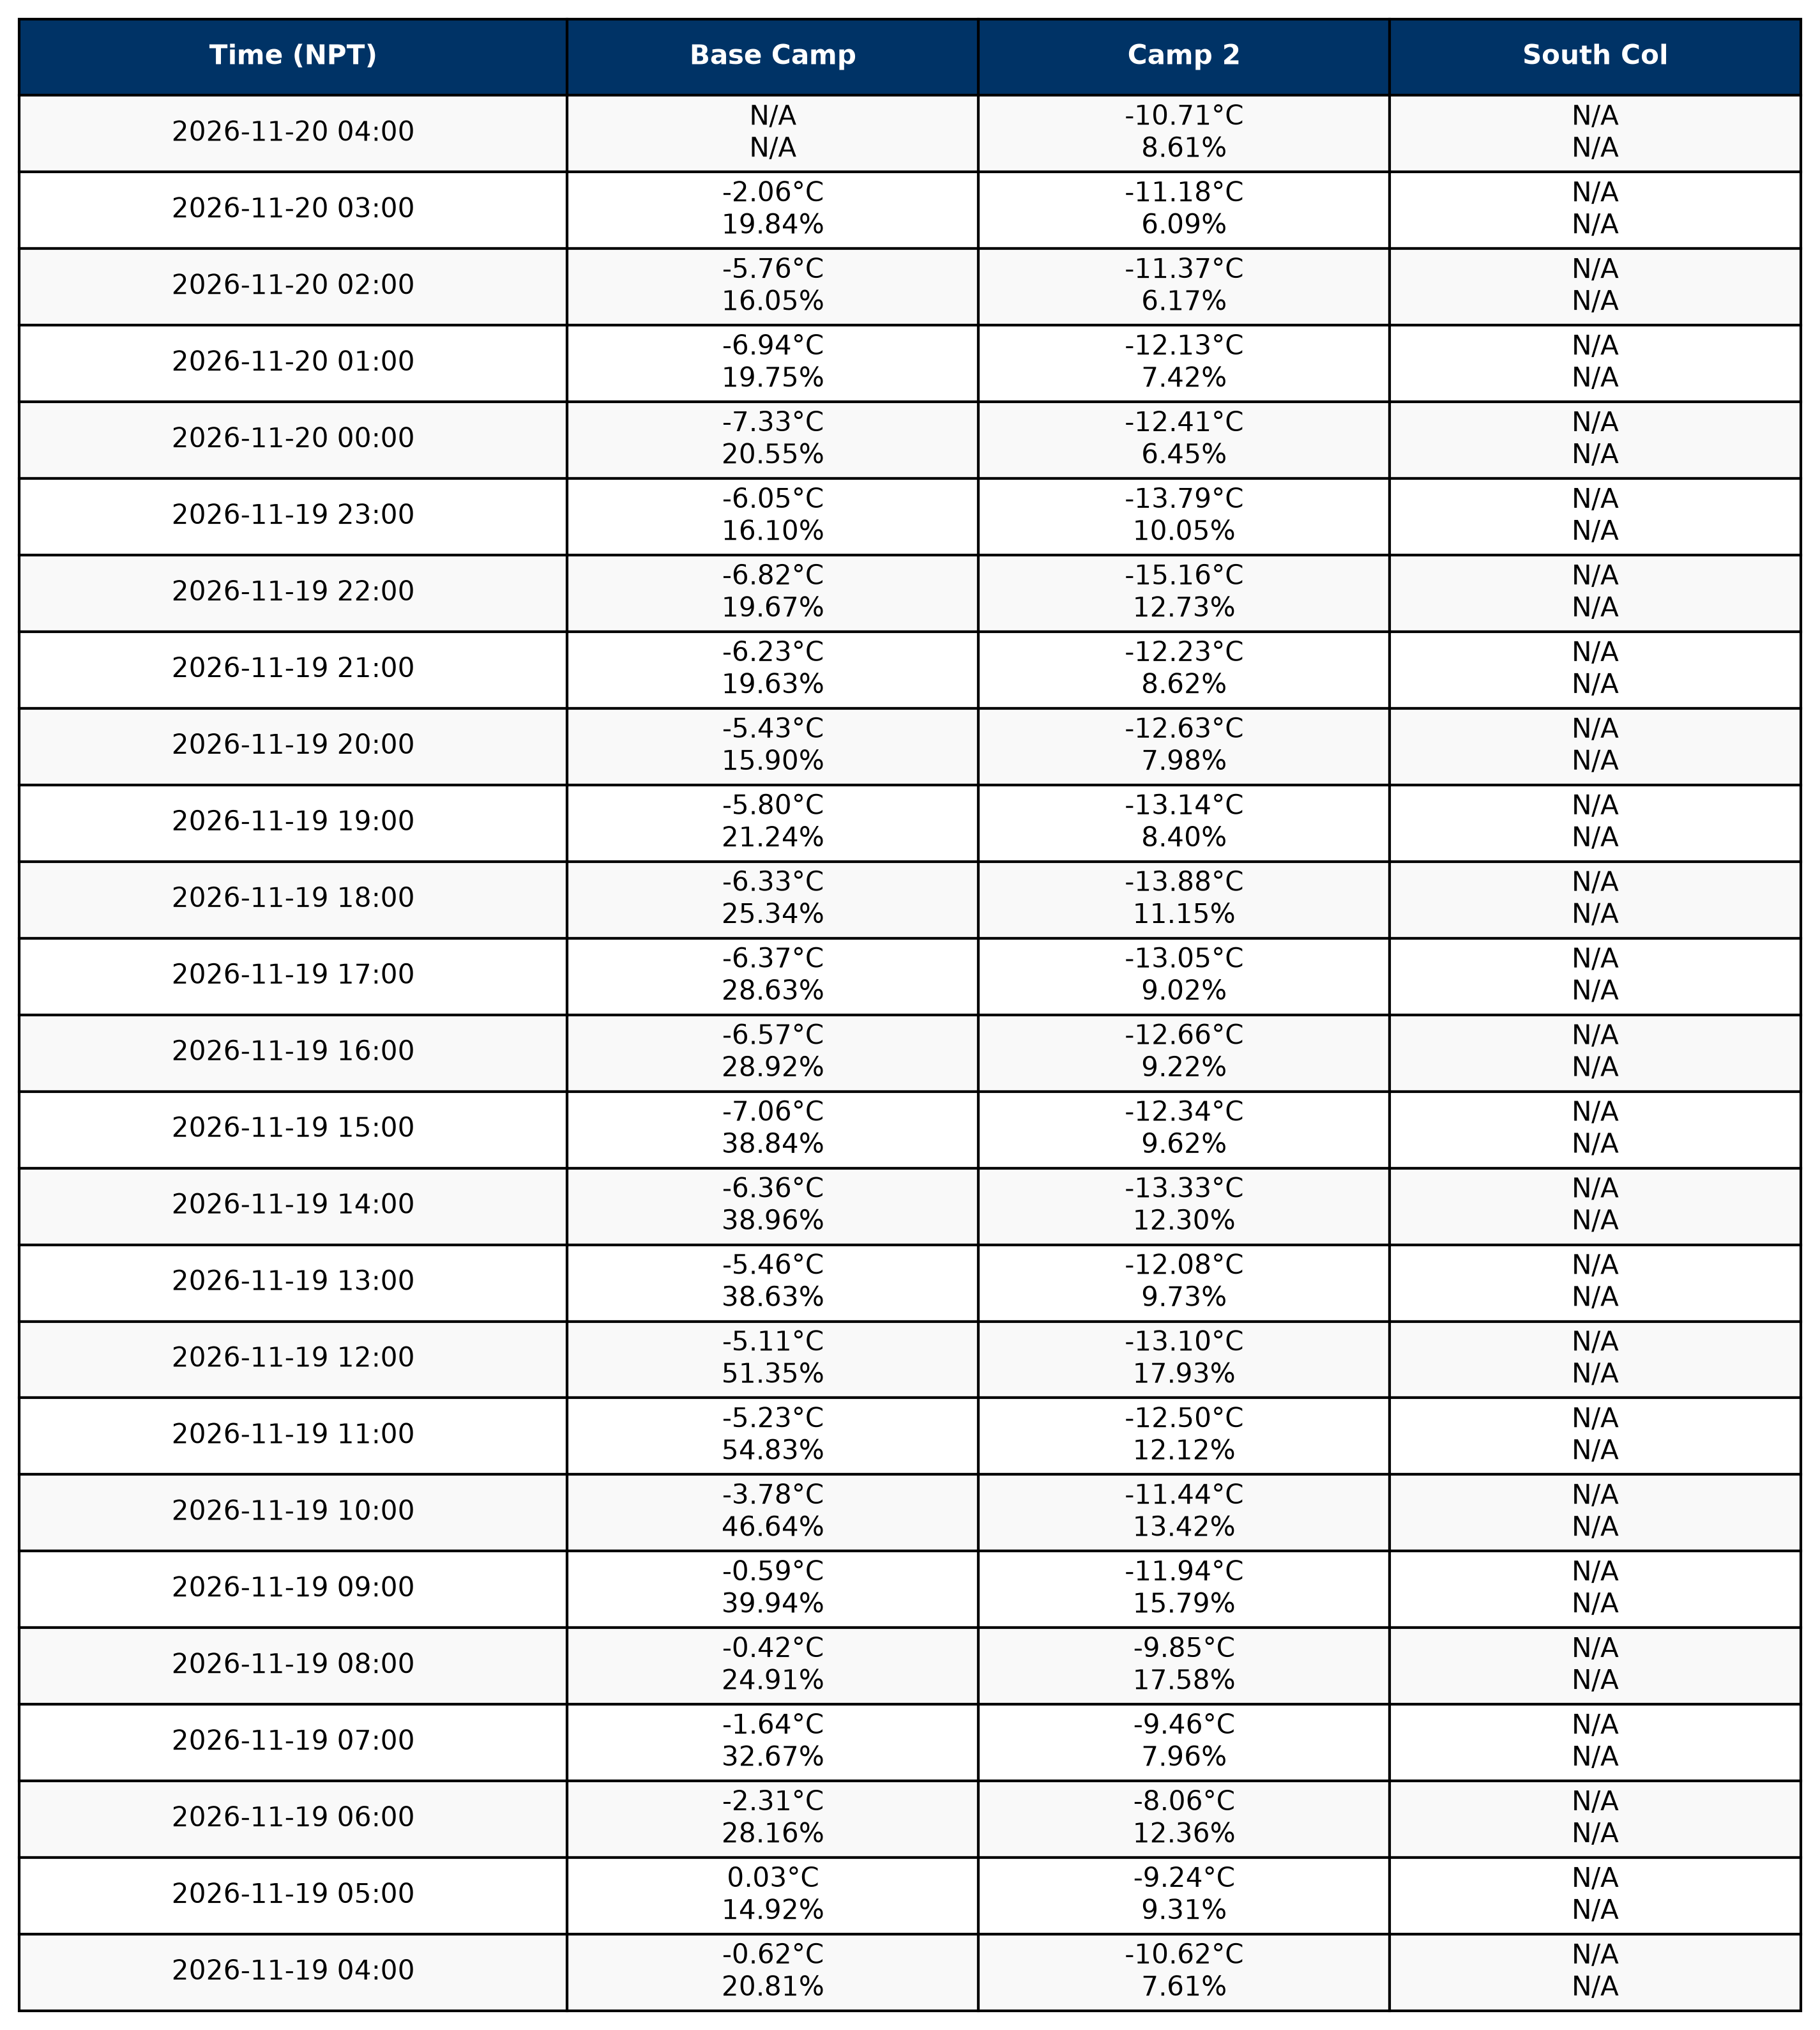 Time (NPT) Base Camp Camp 2 South Col
N/A -10.71°C N/A
2026-11-20 04:00
N/A 8.61% N/A
-2.06°C -11.18°C N/A
2026-11-20 03:00
19.84% 6.09% N/A
-5.76°C -11.37°C N/A
2026-11-20 02:00
16.05% 6.17% N/A
-6.94°C -12.13°C N/A
2026-11-20 01:00
19.75% 7.42% N/A
-7.33°C -12.41°C N/A
2026-11-20 00:00
20.55% 6.45% N/A
-6.05°C -13.79°C N/A
2026-11-19 23:00
16.10% 10.05% N/A
-6.82°C -15.16°C N/A
2026-11-19 22:00
19.67% 12.73% N/A
-6.23°C -12.23°C N/A
2026-11-19 21:00
19.63% 8.62% N/A
-5.43°C -12.63°C N/A
2026-11-19 20:00
15.90% 7.98% N/A
-5.80°C -13.14°C N/A
2026-11-19 19:00
21.24% 8.40% N/A
-6.33°C -13.88°C N/A
2026-11-19 18:00
25.34% 11.15% N/A
-6.37°C -13.05°C N/A
2026-11-19 17:00
28.63% 9.02% N/A
-6.57°C -12.66°C N/A
2026-11-19 16:00
28.92% 9.22% N/A
-7.06°C -12.34°C N/A
2026-11-19 15:00
38.84% 9.62% N/A
-6.36°C -13.33°C N/A
2026-11-19 14:00
38.96% 12.30% N/A
-5.46°C -12.08°C N/A
2026-11-19 13:00
38.63% 9.73% N/A
-5.11°C -13.10°C N/A
2026-11-19 12:00
51.35% 17.93% N/A
-5.23°C -12.50°C N/A
2026-11-19 11:00
54.83% 12.12% N/A
-3.78°C -11.44°C N/A
2026-11-19 10:00
46.64% 13.42% N/A
-0.59°C -11.94°C N/A
2026-11-19 09:00
39.94% 15.79% N/A
-0.42°C -9.85°C N/A
2026-11-19 08:00
24.91% 17.58% N/A
-1.64°C -9.46°C N/A
2026-11-19 07:00
32.67% 7.96% N/A
-2.31°C -8.06°C N/A
2026-11-19 06:00
28.16% 12.36% N/A
0.03°C -9.24°C N/A
2026-11-19 05:00
14.92% 9.31% N/A
-0.62°C -10.62°C N/A
2026-11-19 04:00
20.81% 7.61% N/A